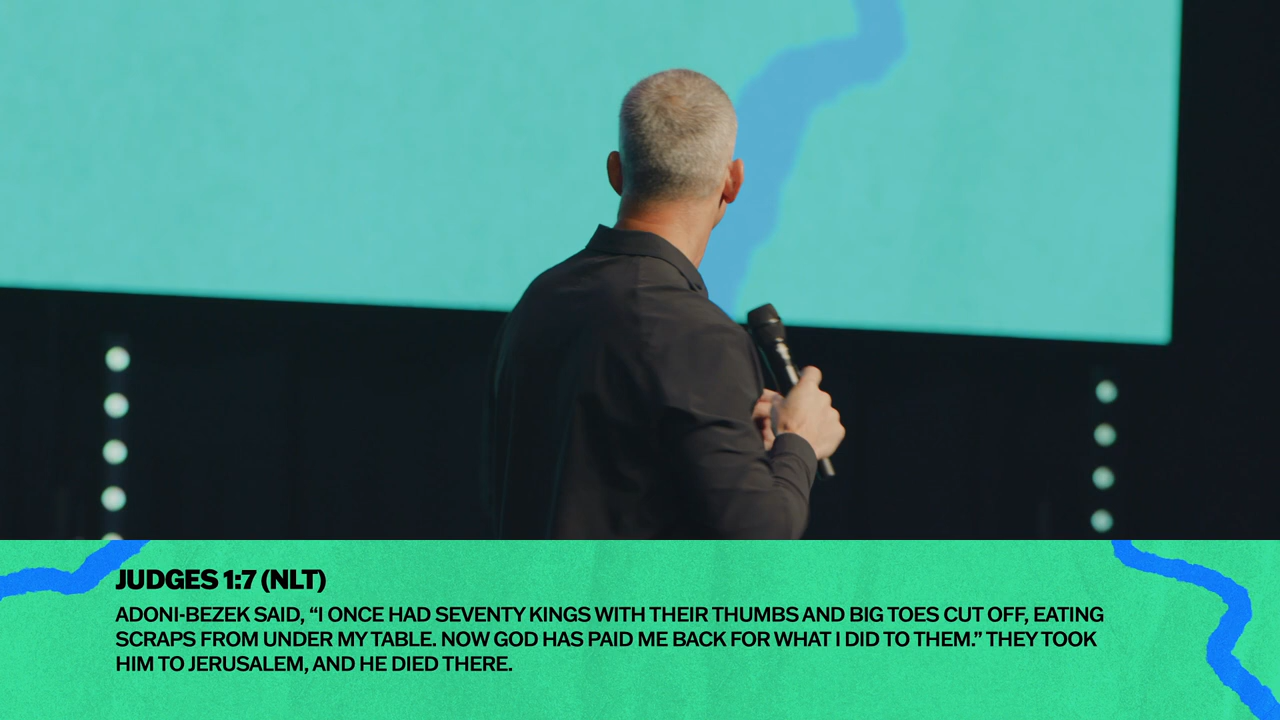 JUDGES 1:7 (NLT)
ADONI-BEZEK SAID, “I ONCE HAD SEVENTY KINGS WITH THEIR THUMBS AND BIG TOES CUT OFF, EATING
SCRAPS FROM UNDER MY TABLE. NOW GOD HAS PAID ME BACK FOR WHAT I DID TO THEM.” THEY TOOK
HIM TO JERUSALEM, AND HE DIED THERE.